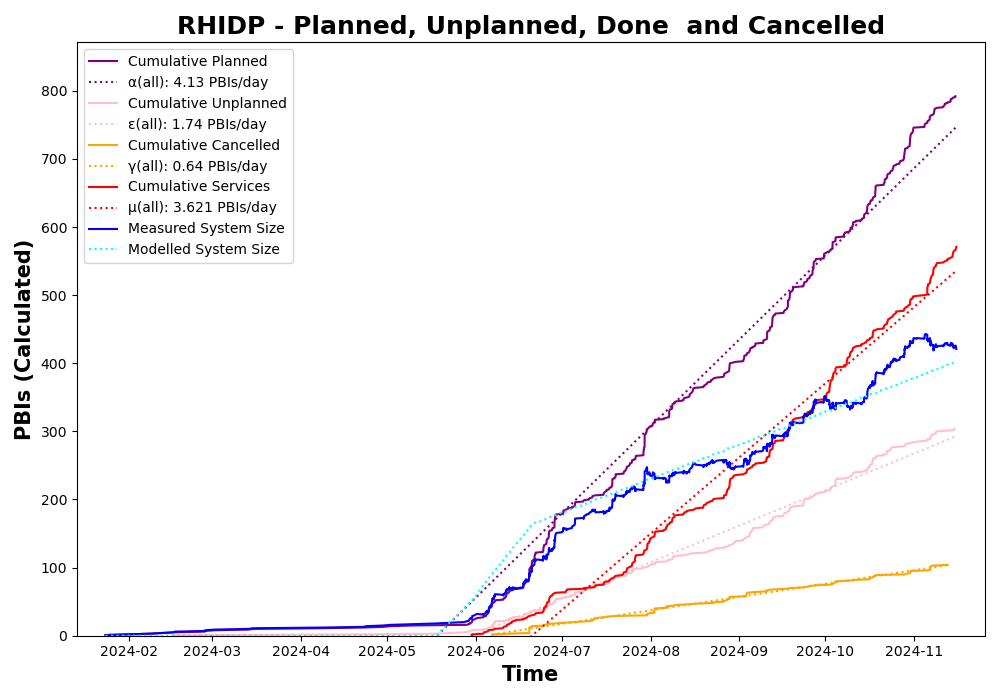 RHIDP - Planned, Unplanned, Done  and Cancelled
Cumulative Planned
α(all): 4.13 PBIs/day
Cumulative Unplanned
ε(all): 1.74 PBIs/day
Cumulative Cancelled
γ(all): 0.64 PBIs/day
Cumulative Services
μ(all): 3.621 PBIs/day
Measured System Size
Modelled System Size
PBIs (Calculated)
800
700
600
500
400
300
200
100
0
2024-02 2024-03 2024-04 2024-05 2024-06 2024-07 2024-08 2024-09 2024-10 2024-11
Time